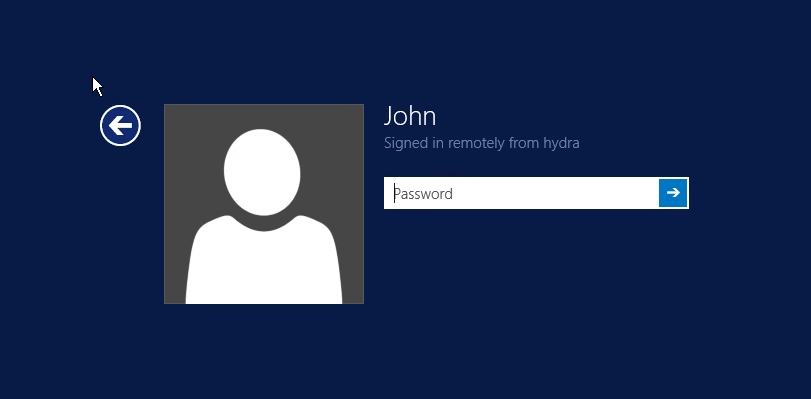 John
Signed in remotely from hydra
Password